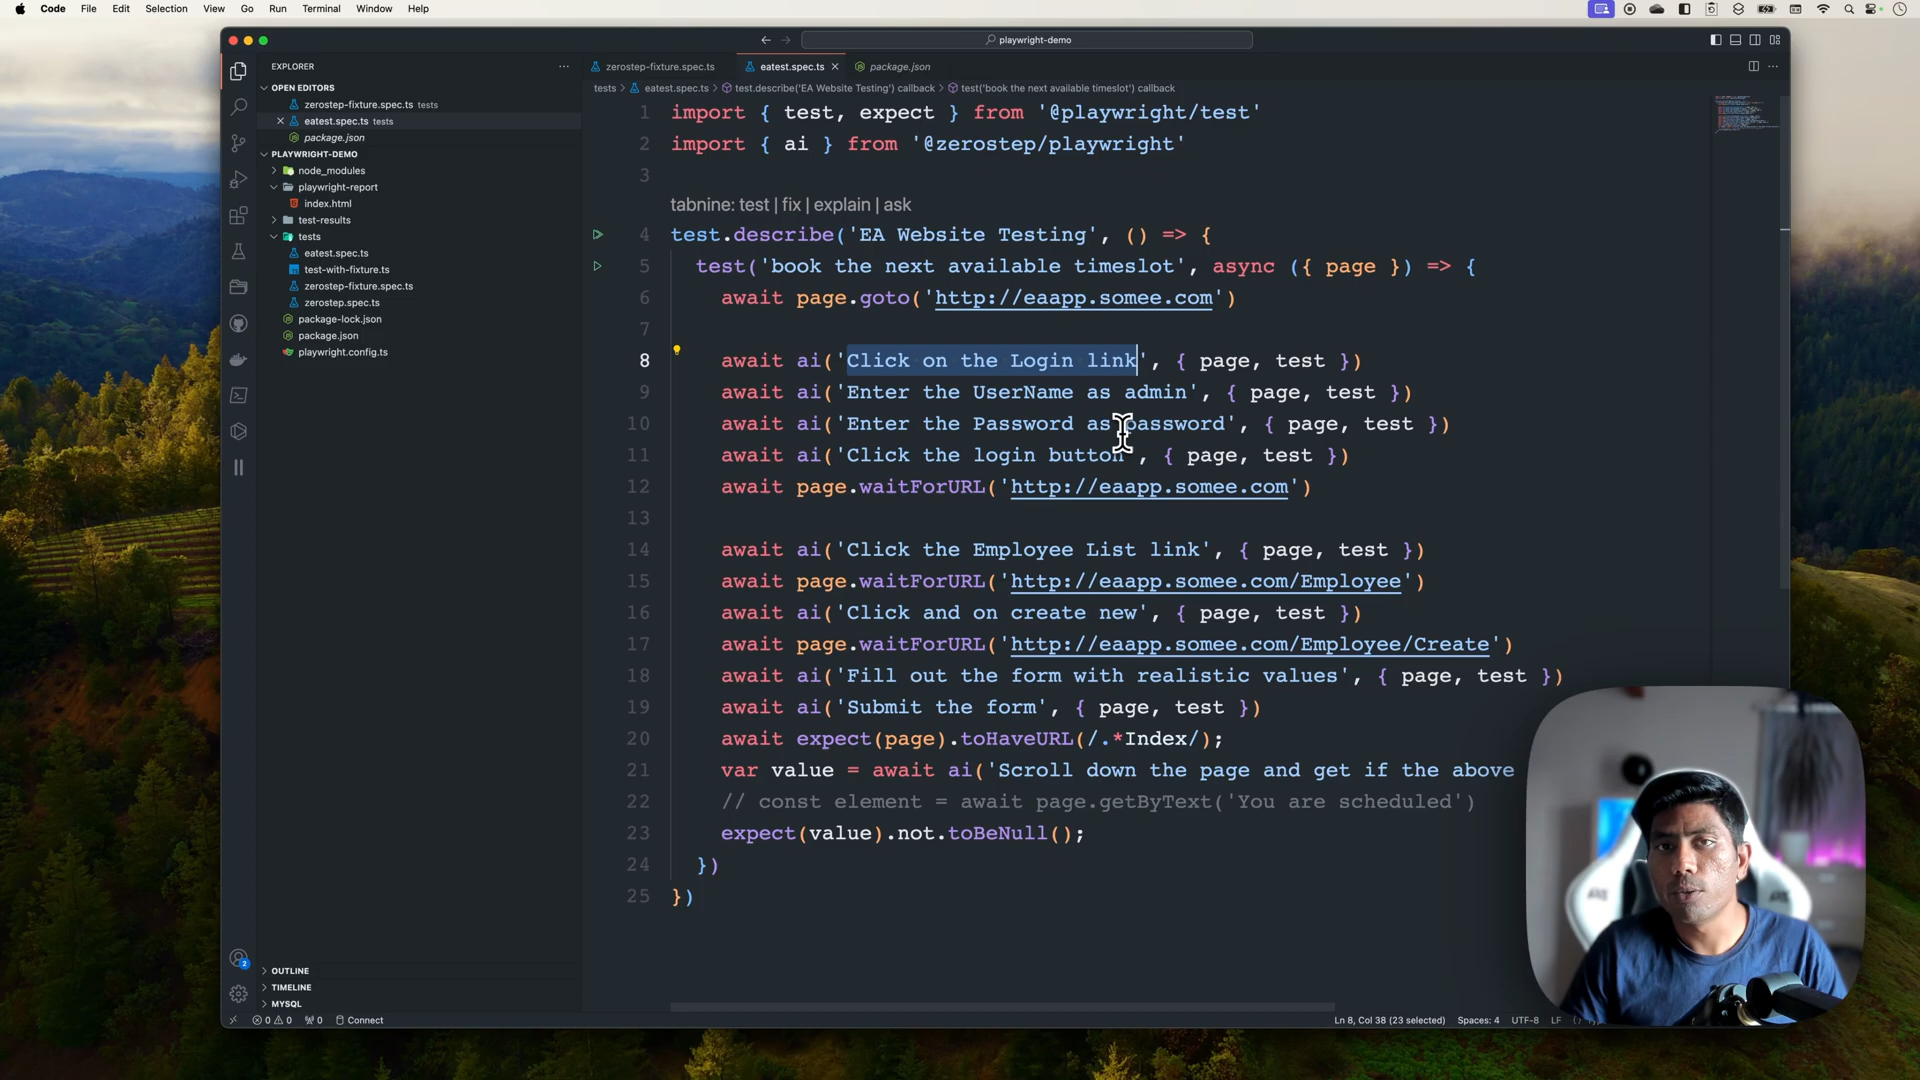 Code File Edit Selection View Go Run Terminal Window Help
playwright-demo
EXPLORER
OPEN EDITORS
zerostep-fixture.spec.ts tests
eatest.spec.ts tests
package.json
PLAYWRIGHT-DEMO
node_modules
playwright-report
index.html
test-results
tests
eatest.spec.ts
test-with-fixture.ts
zerostep-fixture.spec.ts
zerostep.spec.ts
package-lock.json
package.json
playwright.config.ts
OUTLINE
TIMELINE
MYSQL
zerostep-fixture.spec.ts eatest.spec.ts package.json
tests > eatest.spec.ts > test.describe('EA Website Testing') callback > test('book the next available timeslot') callback
1 import { test, expect } from '@playwright/test'
2 import { ai } from '@zerostep/playwright'
3
tabnine: test | fix | explain | ask
4 test.describe('EA Website Testing', () => {
5 test('book the next available timeslot', async ({ page }) => {
6 await page.goto('http://eaapp.somee.com')
7
8 await ai('Click on the Login link', { page, test })
9 await ai('Enter the UserName as admin', { page, test })
10 await ai('Enter the Password as password', { page, test })
11 await ai('Click the login button', { page, test })
12 await page.waitForURL('http://eaapp.somee.com')
13
14 await ai('Click the Employee List link', { page, test })
15 await page.waitForURL('http://eaapp.somee.com/Employee')
16 await ai('Click and on create new', { page, test })
17 await page.waitForURL('http://eaapp.somee.com/Employee/Create')
18 await ai('Fill out the form with realistic values', { page, test })
19 await ai('Submit the form', { page, test })
20 await expect(page).toHaveURL(/.*Index/);
21 var value = await ai('Scroll down the page and get if the above
22 // const element = await page.getByText('You are scheduled')
23 expect(value).not.toBeNull();
24 })
25 })
2
0 0 0 Connect
Ln 8, Col 38 (23 selected) Spaces: 4 UTF-8 LF